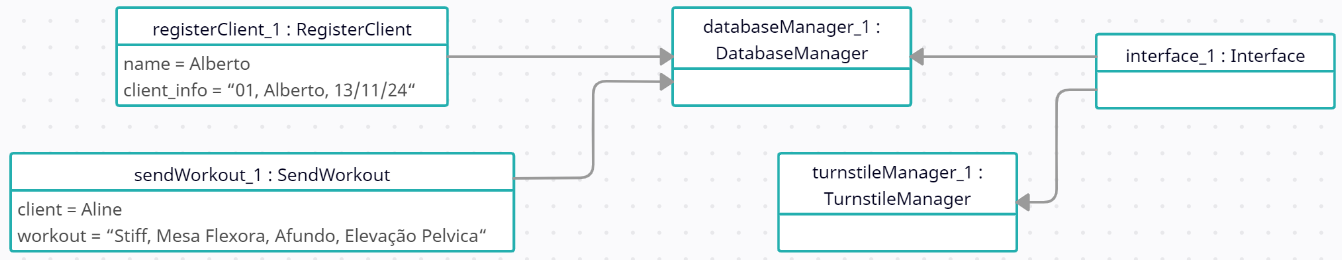 registerClient_1 : RegisterClient
name = Alberto
client_info = “01, Alberto, 13/11/24“
databaseManager_1 :
DatabaseManager
interface_1 : Interface
sendWorkout_1 : SendWorkout
client = Aline
workout = “Stiff, Mesa Flexora, Afundo, Elevação Pelvica“
turnstileManager_1 :
TurnstileManager